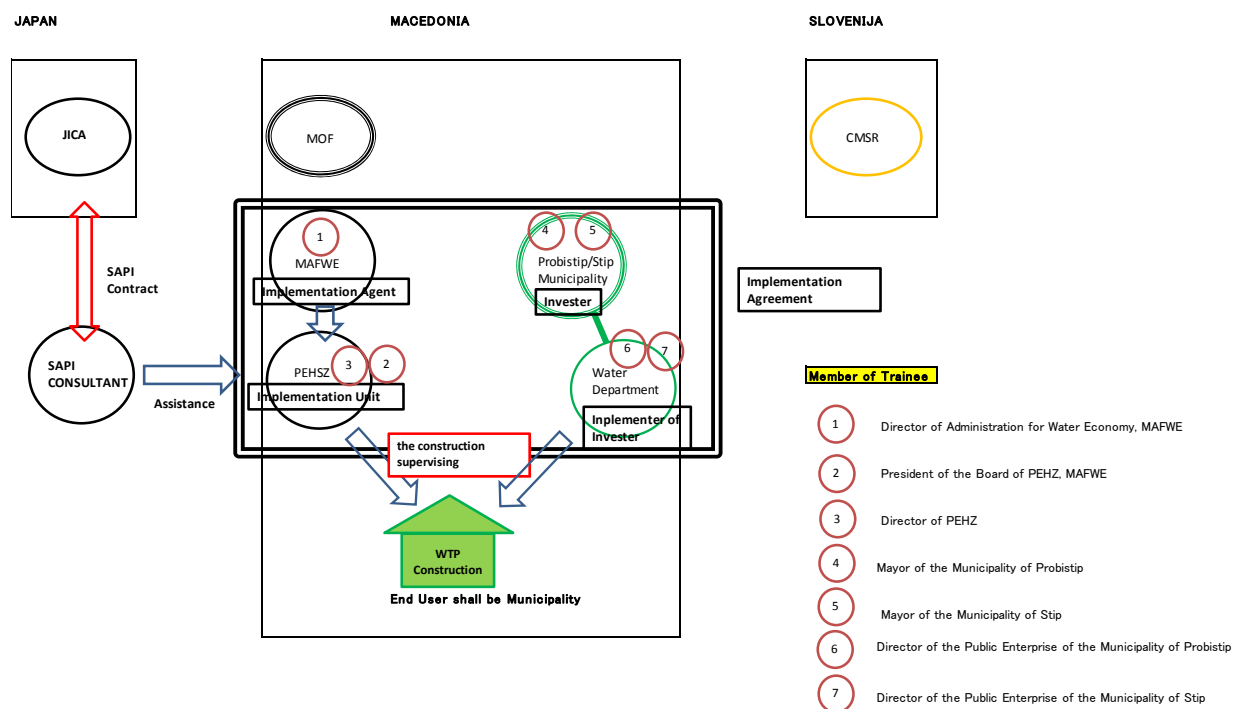 JAPAN
MACEDONIA
SLOVENIJA
JICA
MOF
CMSR
1
MAFWE
Implementation Agent
4
5
Probistip/Stip
Municipality
Invester
Implementation
Agreement
SAPI
Contract
SAPI
CONSULTANT
Assistance
PEHSZ
3
2
Implementation Unit
6
7
Water
Department
Inplementer of
Invester
the construction
supervising
WTP
Construction
End User shall be Municipality
Member of Trainee
1
Director of Administration for Water Economy, MAFWE
2
President of the Board of PEHZ, MAFWE
3
Director of PEHZ
4
Mayor of the Municipality of Probistip
5
Mayor of the Municipality of Stip
6
Director of the Public Enterprise of the Municipality of Probistip
7
Director of the Public Enterprise of the Municipality of Stip